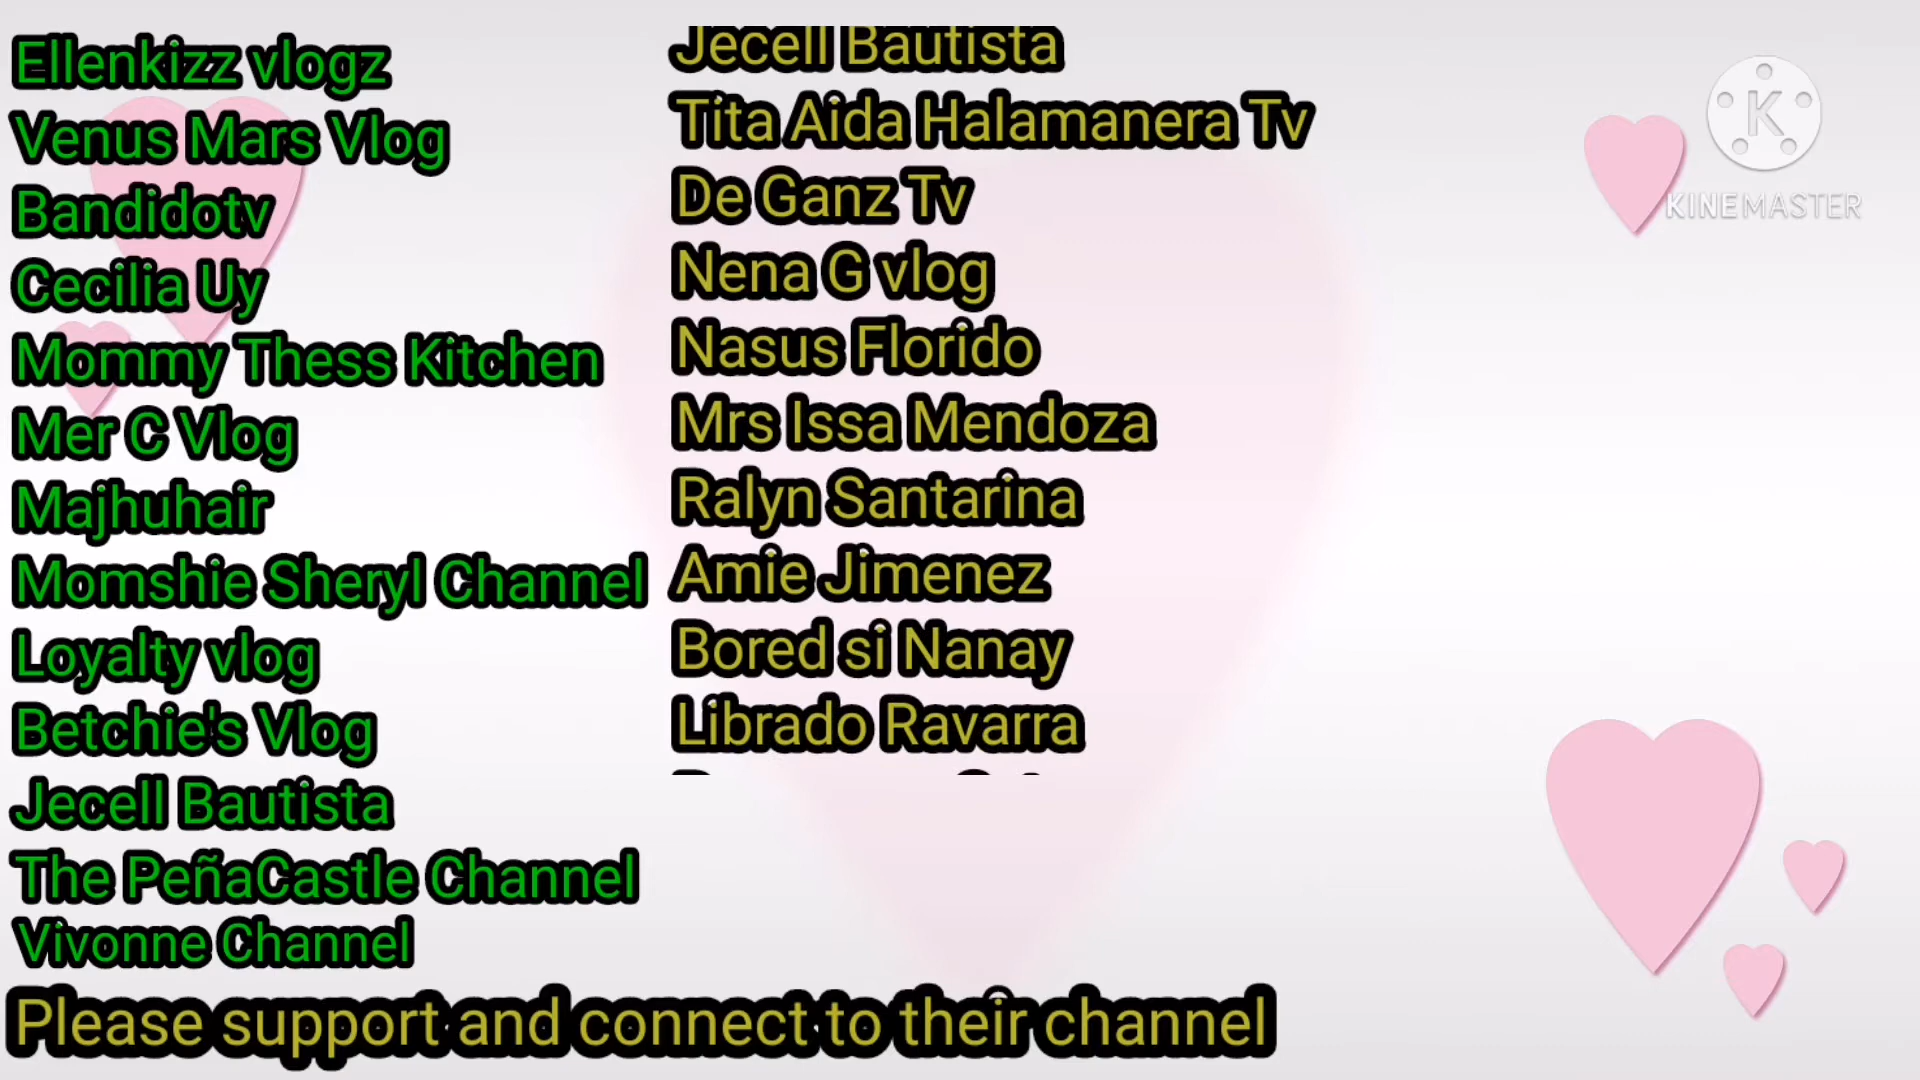 Ellenkizz vlogz
Venus Mars Vlog
Bandidotv
Cecilia Uy
Mommy Thess Kitchen
Mer C Vlog
Majhuhair
Momshie Sheryl Channel
Loyalty vlog
Betchie's Vlog
Jecell Bautista
The PeñaCastle Channel
Vivonne Channel
Jecell Bautista
Tita Aida Halamanera Tv
De Ganz Tv
Nena G vlog
Nasus Florido
Mrs Issa Mendoza
Ralyn Santarina
Amie Jimenez
Bored si Nanay
Librado Ravarra
Please support and connect to their channel
K
KINEMASTER